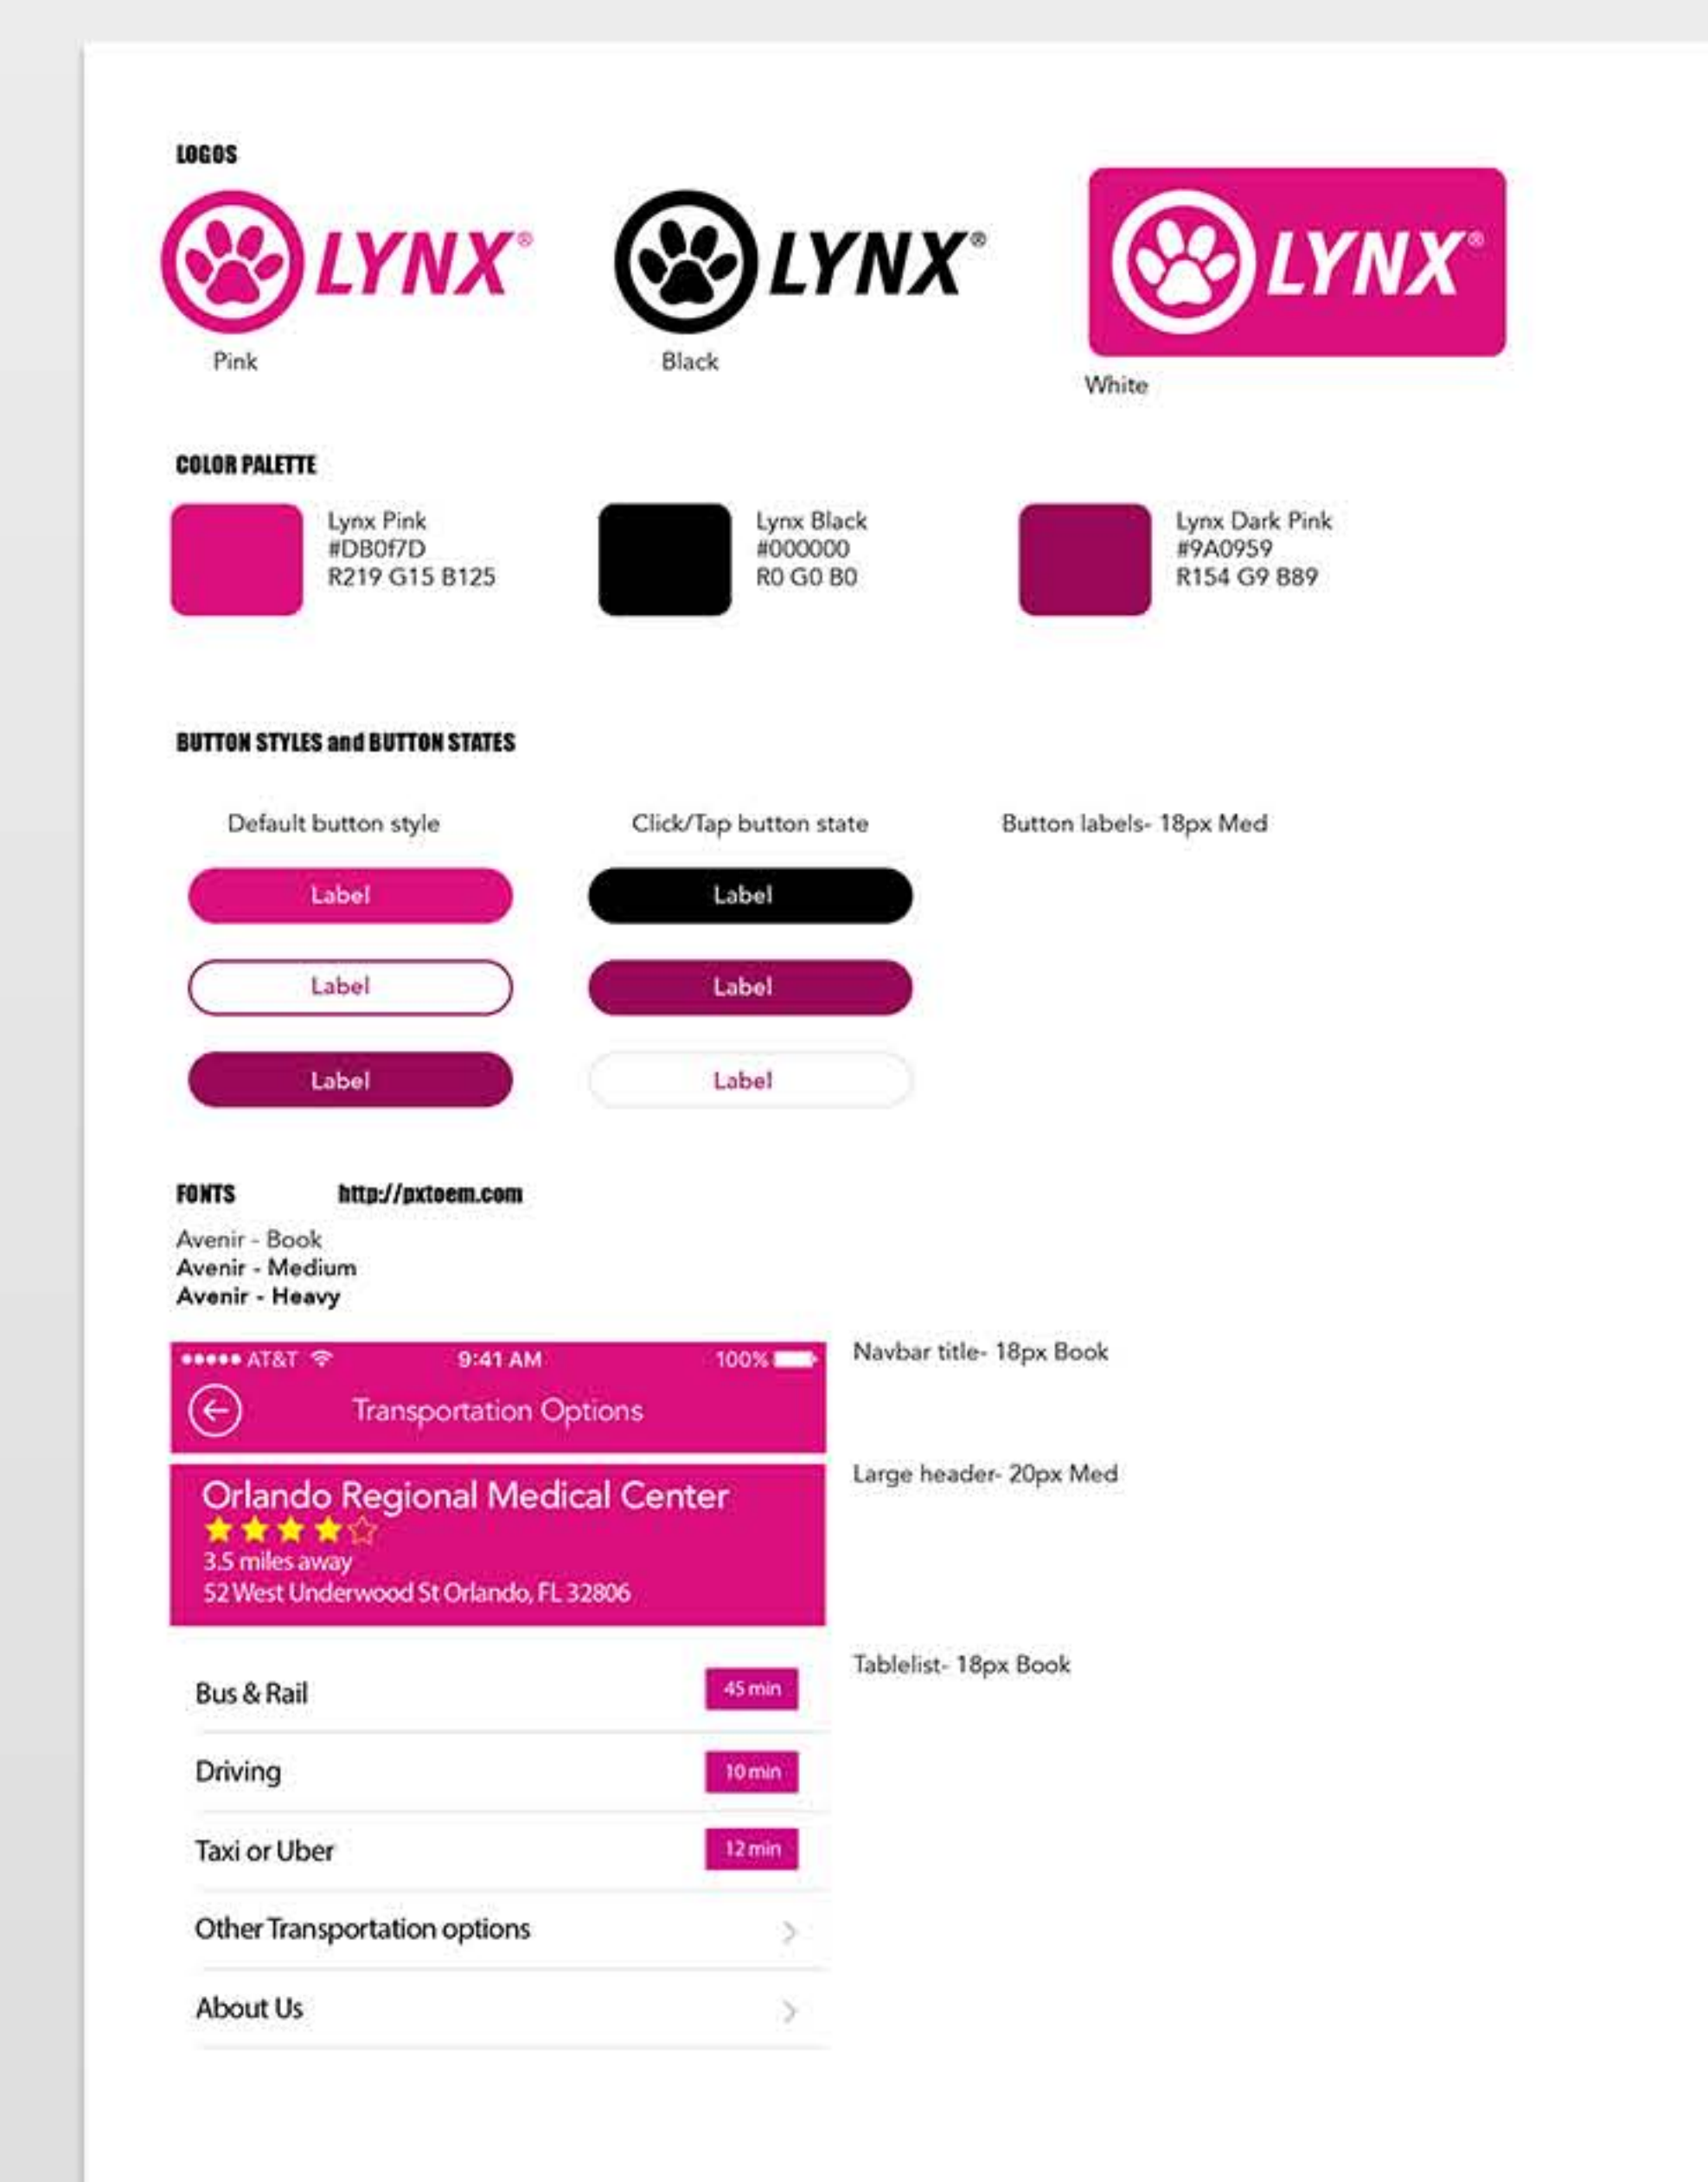 LOGOS
LYNX®
LYNX®
LYNX®
Pink
Black
White
COLOR PALETTE
Lynx Pink
#DB0f7D
R219 G15 B125
Lynx Black
#000000
R0 G0 B0
Lynx Dark Pink
#9A0959
R154 G9 B89
BUTTON STYLES and BUTTON STATES
Default button style
Click/Tap button state
Button labels- 18px Med
Label
Label
Label
Label
Label
Label
FONTS
http://pxtoem.com
Avenir - Book
Avenir - Medium
Avenir - Heavy
AT&T
9:41 AM
100%
Navbar title- 18px Book
Transportation Options
Large header- 20px Med
Orlando Regional Medical Center
3.5 miles away
52 West Underwood St Orlando, FL 32806
Tablelist- 18px Book
Bus & Rail
45 min
Driving
10 min
Taxi or Uber
12 min
Other Transportation options
About Us